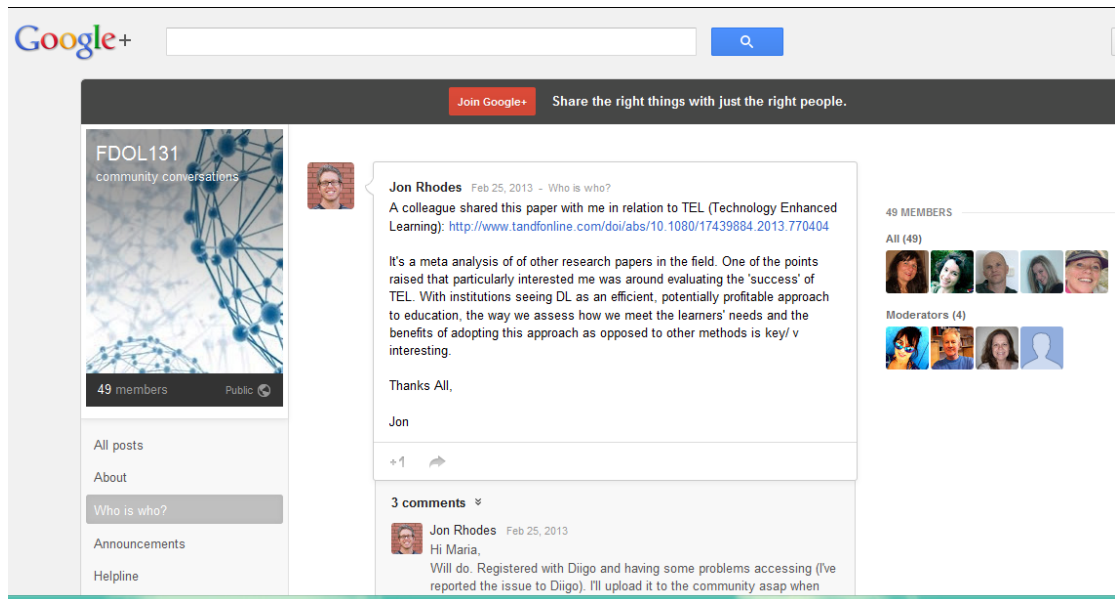 Google+
Join Google+ Share the right things with just the right people.
FDOL131
community conversations
49 members Public
All posts
About
Who is who?
Announcements
Helpline
Jon Rhodes Feb 25, 2013 - Who is who?
A colleague shared this paper with me in relation to TEL (Technology Enhanced
Learning): http://www.tandfonline.com/doi/abs/10.1080/17439884.2013.770404
It's a meta analysis of of other research papers in the field. One of the points
raised that particularly interested me was around evaluating the 'success' of
TEL. With institutions seeing DL as an efficient, potentially profitable approach
to education, the way we assess how we meet the learners' needs and the
benefits of adopting this approach as opposed to other methods is key/ v
interesting.
Thanks All,
Jon
+1
3 comments
Jon Rhodes Feb 25, 2013
Hi Maria,
Will do. Registered with Diigo and having some problems accessing (I've
reported the issue to Diigo). I'll upload it to the community asap when
49 MEMBERS
All (49)
Moderators (4)